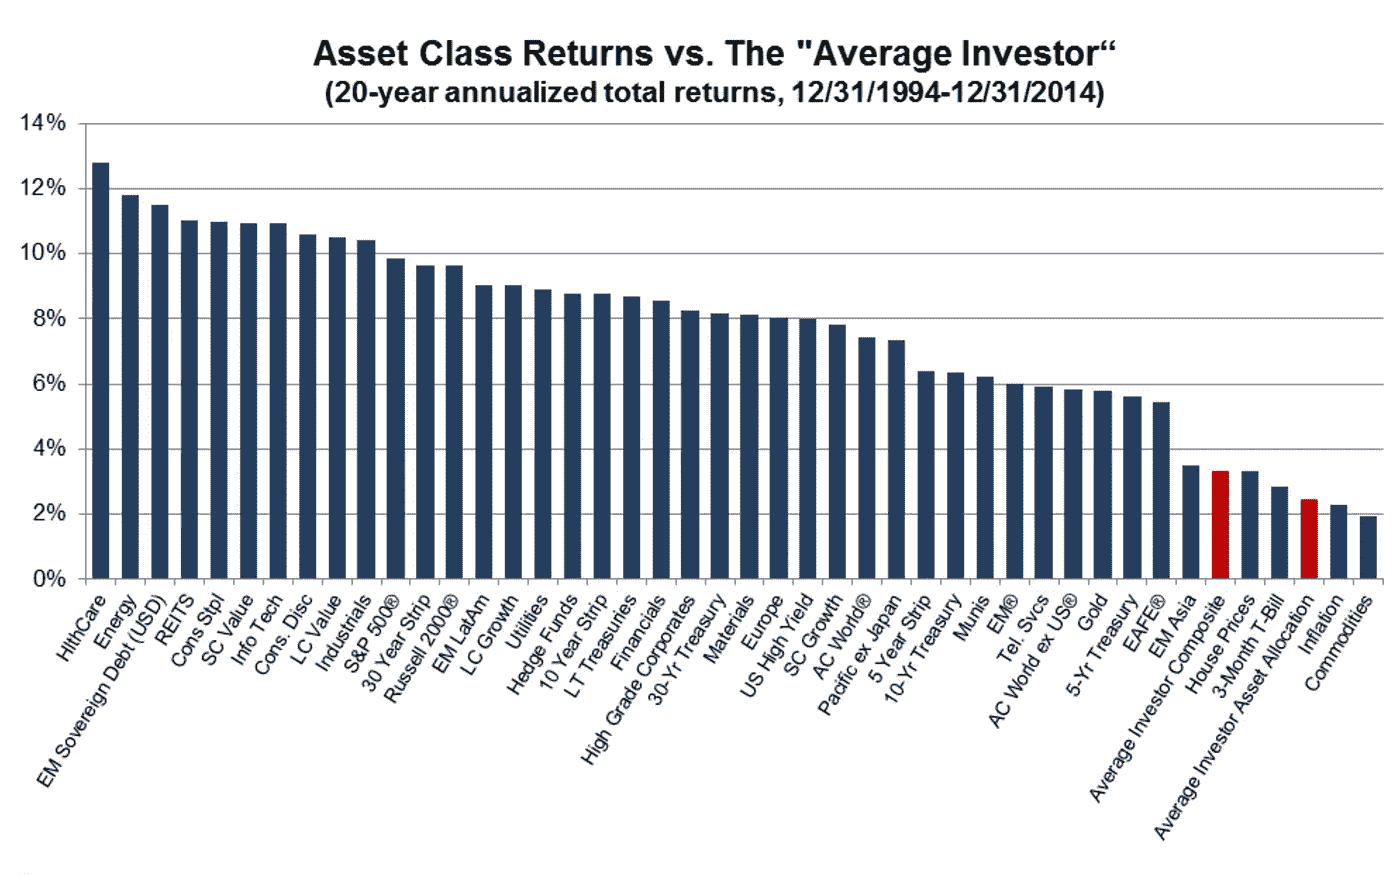 Asset Class Returns vs. The "Average Investor“
(20-year annualized total returns, 12/31/1994-12/31/2014)
14%
12%
10%
8%
6%
4%
2%
0%
HlthCare
Energy
EM Sovereign Debt (USD)
REITS
Cons Stpl
SC Value
Info Tech
Cons. Disc
LC Value
Industrials
S&P 500®
30 Year Strip
Russell 2000®
EM LatAm
LC Growth
Utilities
Hedge Funds
10 Year Strip
LT Treasuries
Financials
High Grade Corporates
30-Yr Treasury
Materials
Europe
US High Yield
SC Growth
AC World®
Pacific ex Japan
5 Year Strip
10-Yr Treasury
Munis
EM®
Tel. Svcs
AC World ex US®
Gold
5-Yr Treasury
EAFE®
EM Asia
Average Investor Composite
House Prices
3-Month T-Bill
Average Investor Asset Allocation
Inflation
Commodities